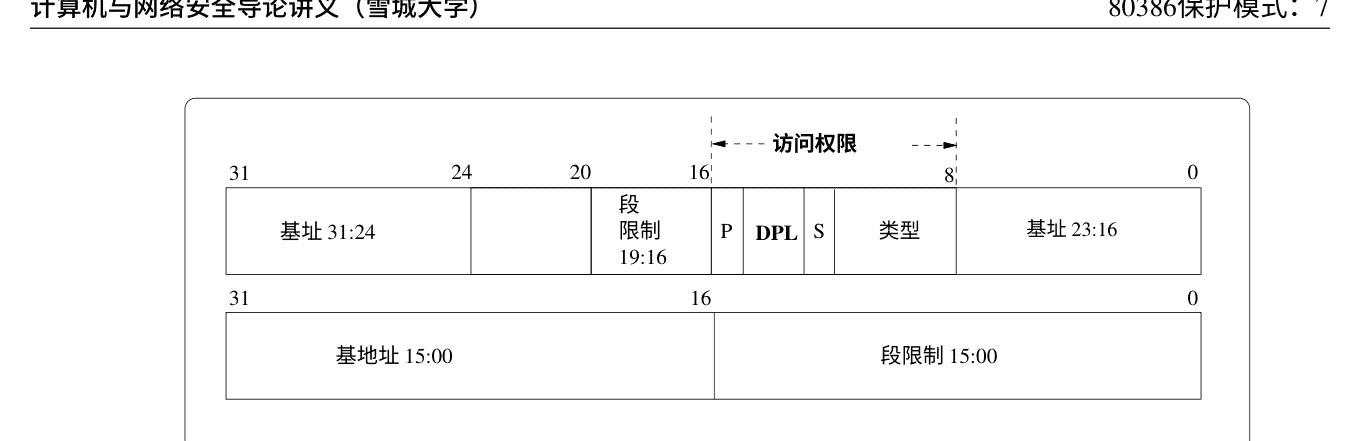 计算机与网络安全导论讲义（雪城大学）
80386保护模式：7
访问权限
31 24 20 16 8 0
基址 31:24
段
限制
19:16
P
DPL
S
类型
基址 23:16
31 16 0
基地址 15:00
段限制 15:00